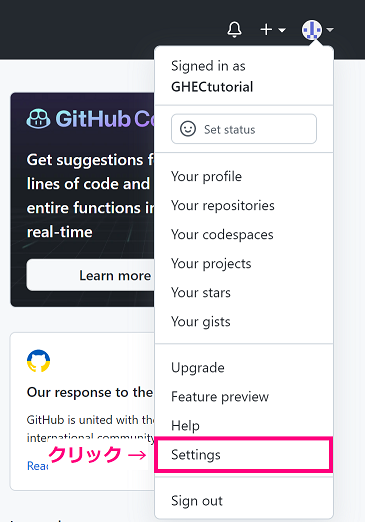 Signed in as
GHECtutorial
Set status
Your profile
Your repositories
Your codespaces
Your projects
Your stars
Your gists
Upgrade
Feature preview
Help
Settings
Sign out
GitHub Co
Get suggestions f
lines of code and
entire functions in
real-time
Learn more
Our response to the
GitHub is united with the
international community
Read
クリック →